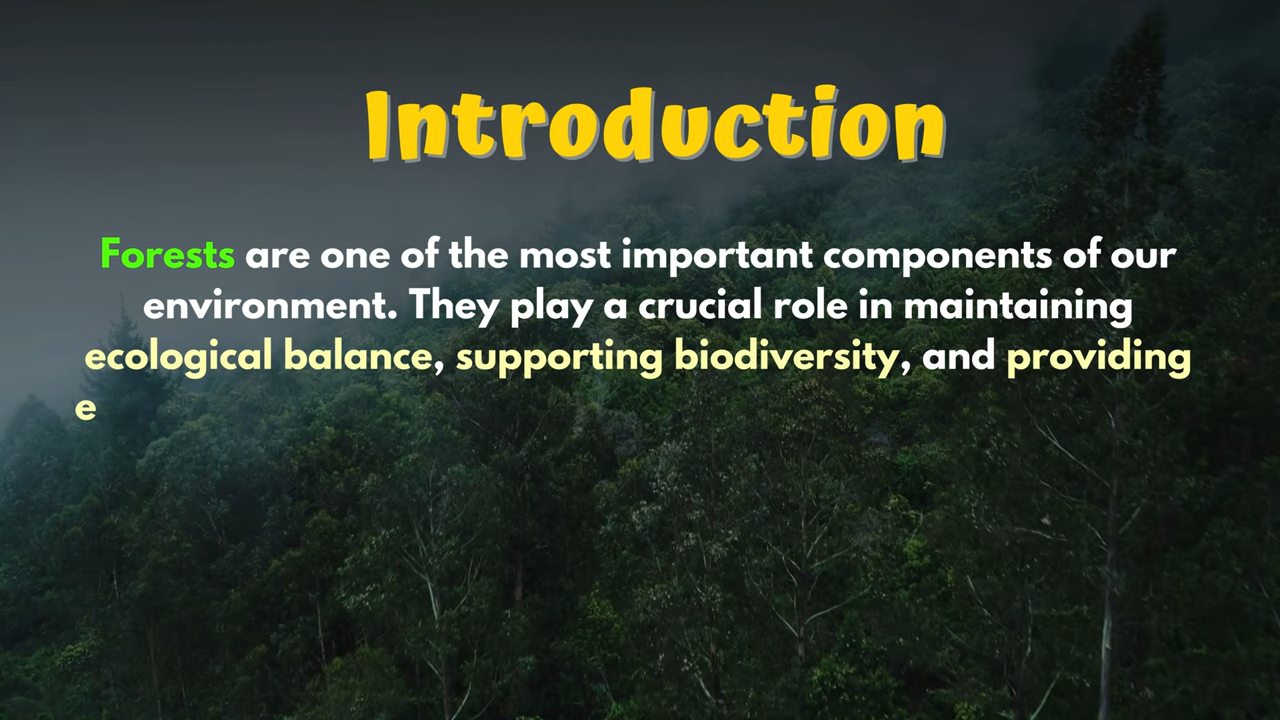 Introduction
Forests are one of the most important components of our
environment. They play a crucial role in maintaining
ecological balance, supporting biodiversity, and providing
e